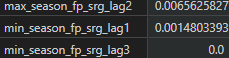 max_season_fp_srg_lag2 0.0065625827
min_season_fp_srg_lag1 0.0014803393
min_season_fp_srg_lag3 0.0